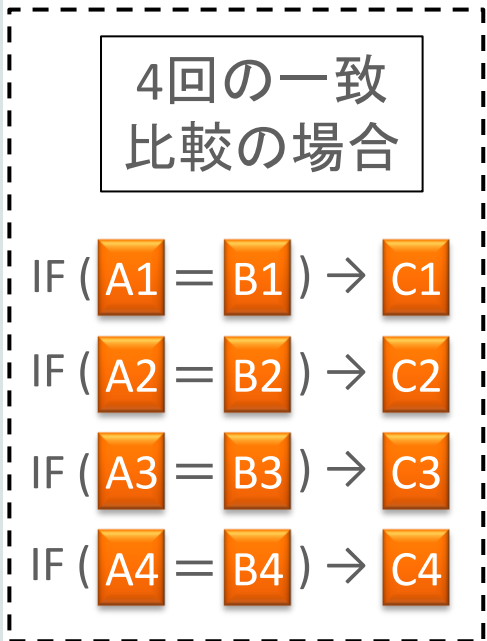 4回の一致
比較の場合
IF ( A1 = B1 ) → C1
IF ( A2 = B2 ) → C2
IF ( A3 = B3 ) → C3
IF ( A4 = B4 ) → C4